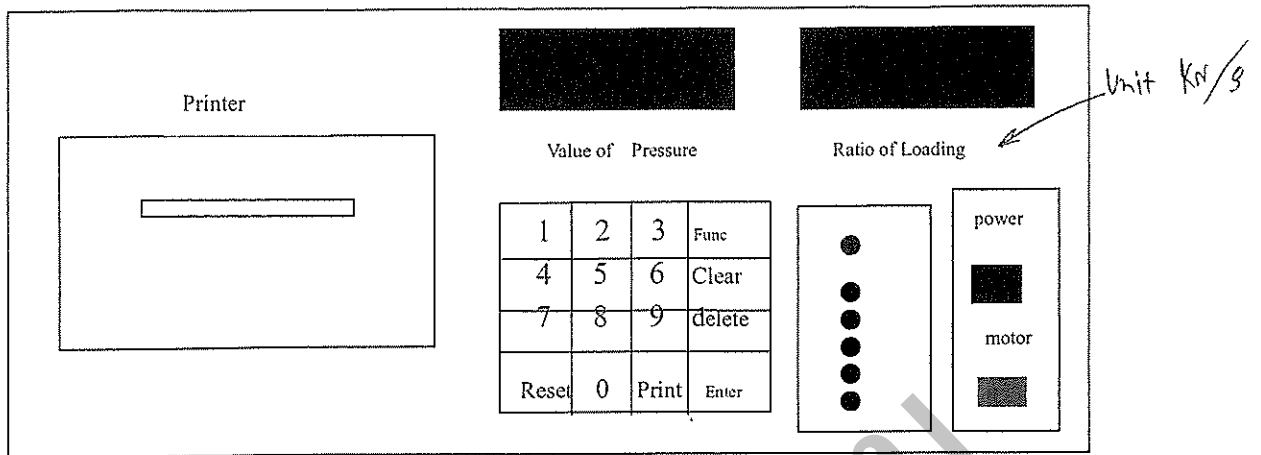 Printer
Value of Pressure
Ratio of Loading
Unit KN/S
1 2 3 Func
4 5 6 Clear
7 8 9 delete
Reset 0 Print Enter
power
motor